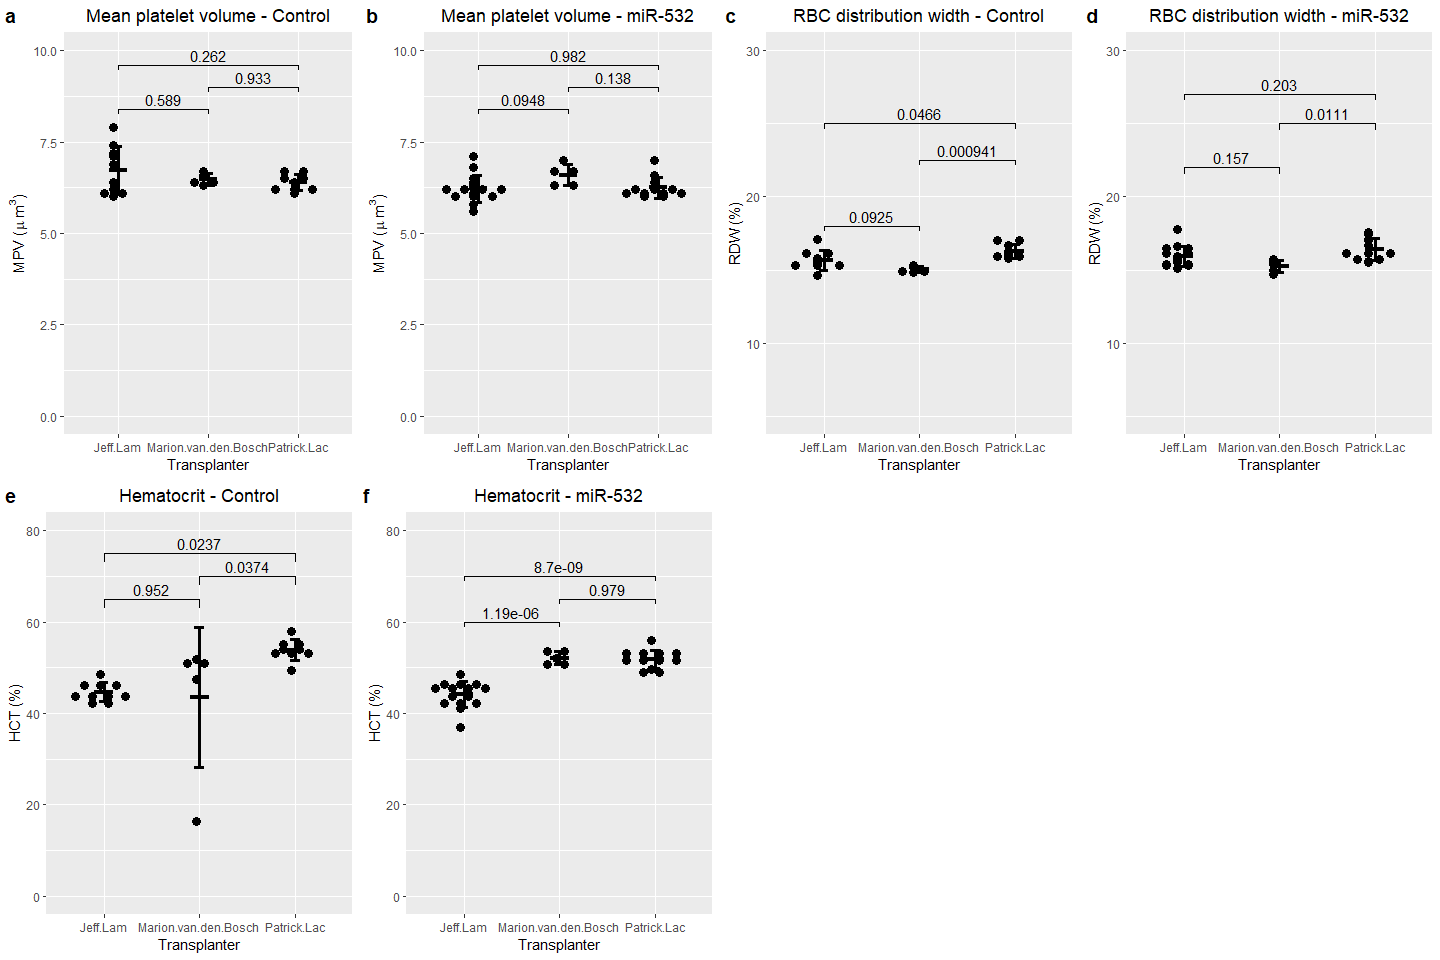 a
Mean platelet volume - Control
10.0
7.5
5.0
2.5
0.0
MPV (μ m³)
0.262
0.933
0.589
Jeff.Lam
Marion.van.den.Bosch
Patrick.Lac
Transplanter
b
Mean platelet volume - miR-532
10.0
7.5
5.0
2.5
0.0
MPV (μ m³)
0.982
0.138
0.0948
Jeff.Lam
Marion.van.den.Bosch
Patrick.Lac
Transplanter
c
RBC distribution width - Control
30
20
10
RDW (%)
0.0466
0.000941
0.0925
Jeff.Lam
Marion.van.den.Bosch
Patrick.Lac
Transplanter
d
RBC distribution width - miR-532
30
20
10
RDW (%)
0.203
0.0111
0.157
Jeff.Lam
Marion.van.den.Bosch
Patrick.Lac
Transplanter
e
Hematocrit - Control
80
60
40
20
0
HCT (%)
0.0237
0.0374
0.952
Jeff.Lam
Marion.van.den.Bosch
Patrick.Lac
Transplanter
f
Hematocrit - miR-532
80
60
40
20
0
HCT (%)
8.7e-09
0.979
1.19e-06
Jeff.Lam
Marion.van.den.Bosch
Patrick.Lac
Transplanter